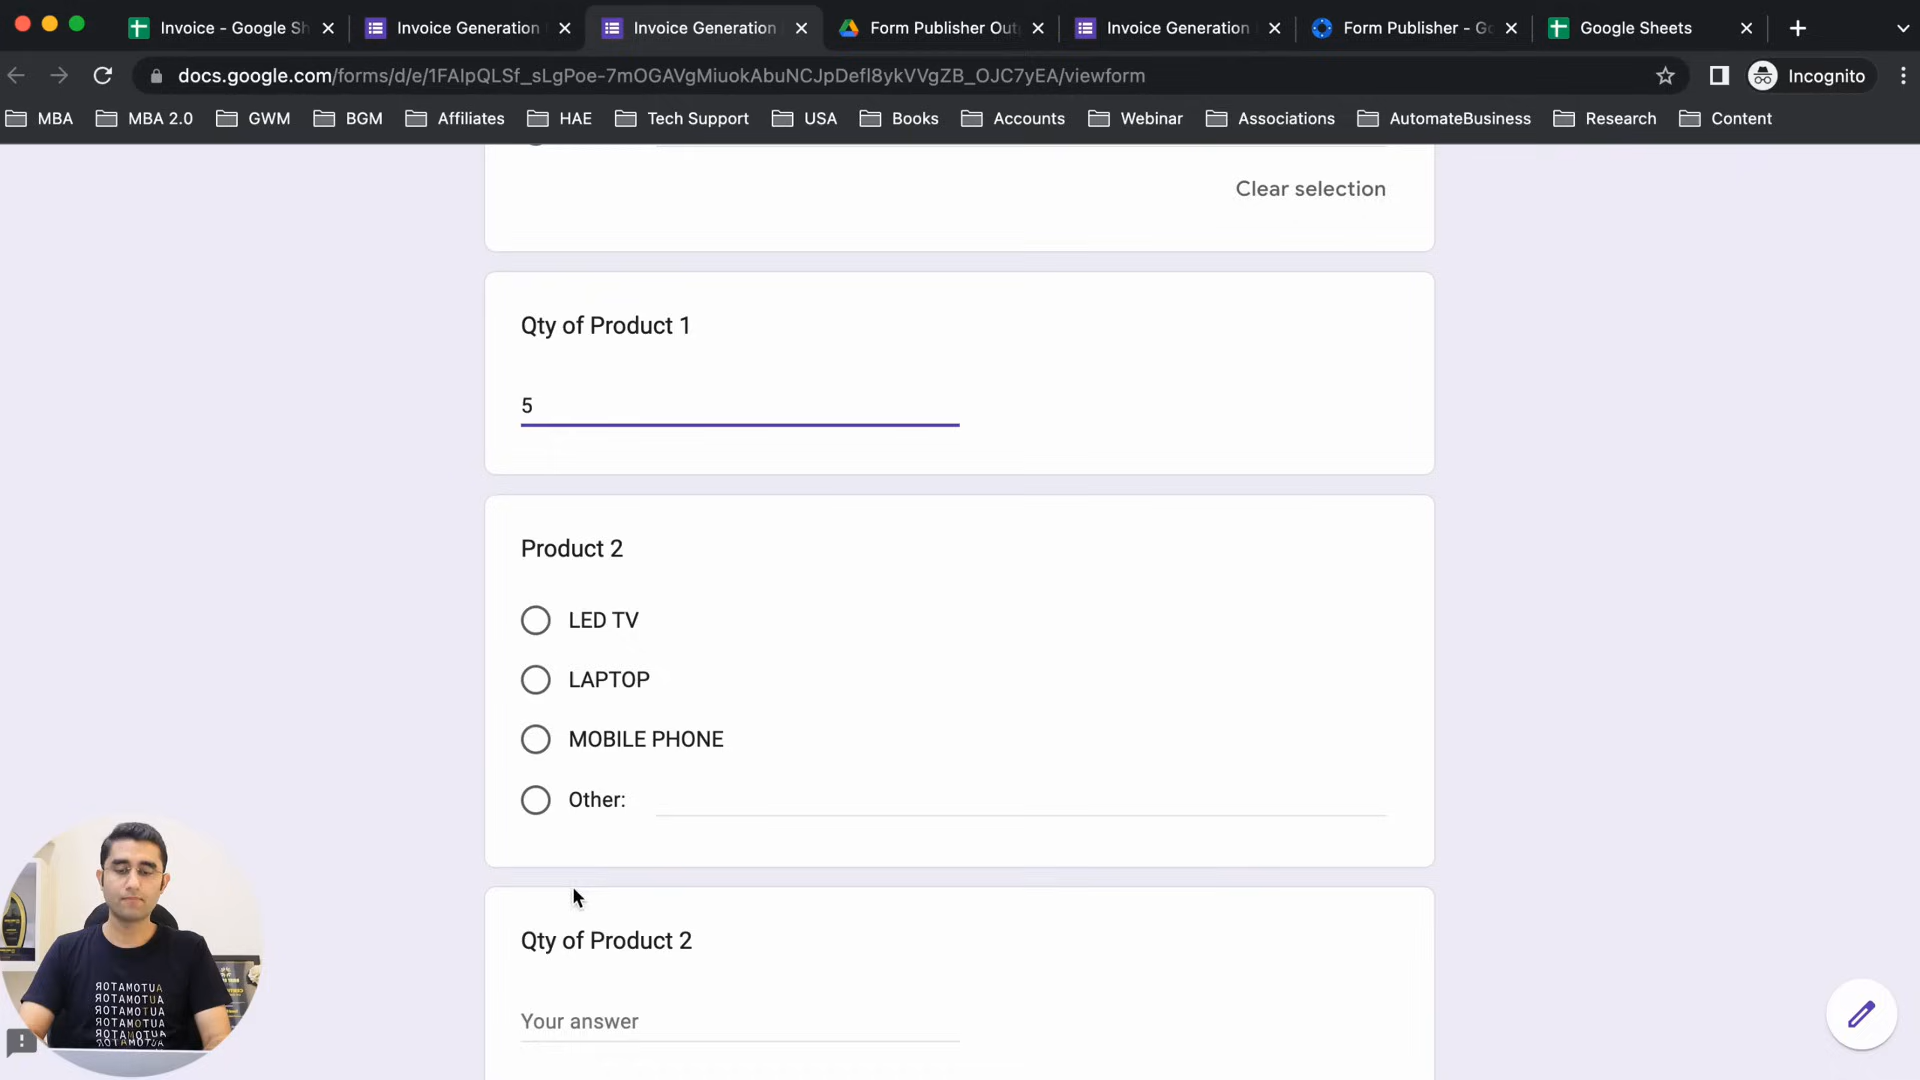 Invoice - Google Sh
Invoice Generation
Invoice Generation
Form Publisher Out
Invoice Generation
Form Publisher - Go
Google Sheets
docs.google.com/forms/d/e/1FAIpQLSf_sLgPoe-7mOGAVgMiuokAbuNCJpDefl8ykVVgZB_OJC7yEA/viewform
Incognito
MBA
MBA 2.0
GWM
BGM
Affiliates
HAE
Tech Support
USA
Books
Accounts
Webinar
Associations
AutomateBusiness
Research
Content
Clear selection
Qty of Product 1
5
Product 2
LED TV
LAPTOP
MOBILE PHONE
Other:
Qty of Product 2
Your answer